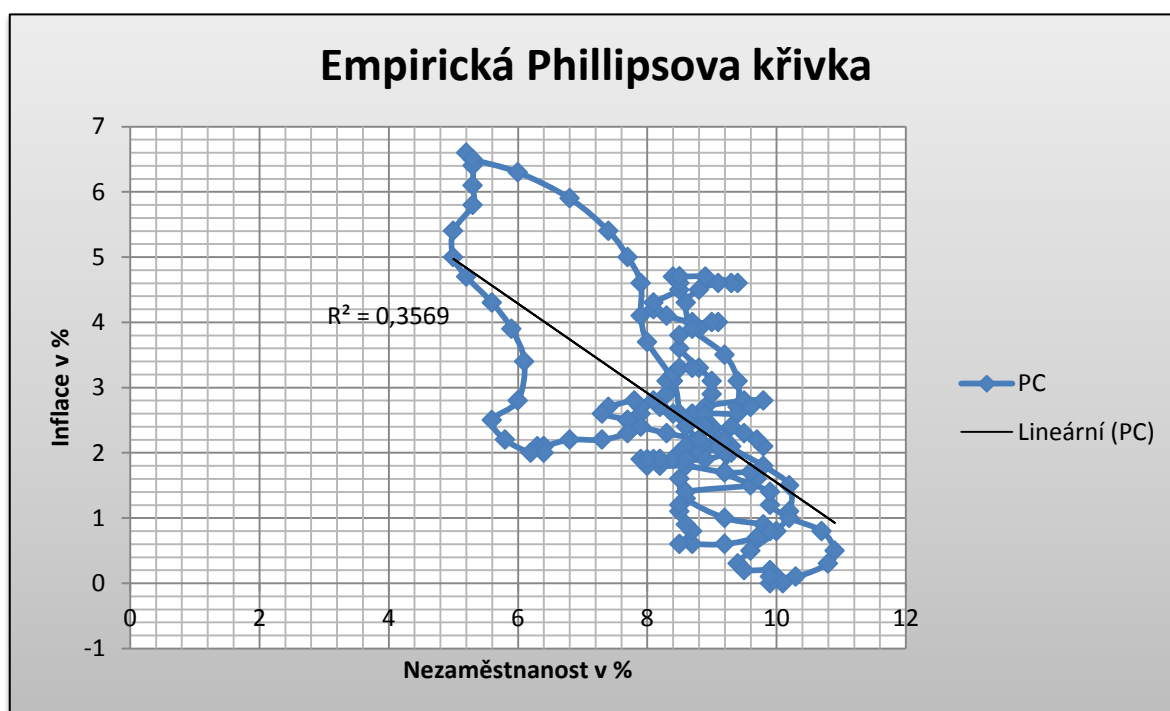 Empirická Phillipsova křivka
7
6
5
4
3
2
1
0
-1
0 2 4 6 8 10 12
Inflace v %
Nezaměstnanost v %
R² = 0,3569
PC
Lineární (PC)